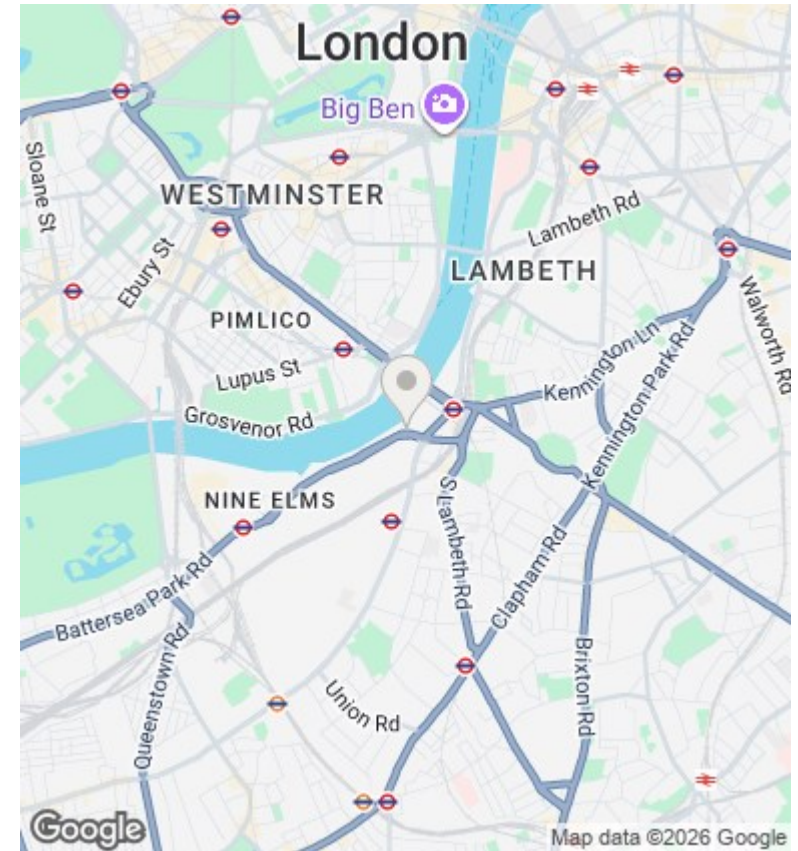 London
Big Ben
Sloane St
WESTMINSTER
Lambeth Rd
Ebury St
LAMBETH
Walworth Rd
PIMLICO
Kennington Ln
Lupus St
Kennington Park Rd
Grosvenor Rd
NINE ELMS
S Lambeth Rd
Clapham Rd
Battersea Park Rd
Queenstown Rd
Brixton Rd
Union Rd
Google
Map data ©2026 Google